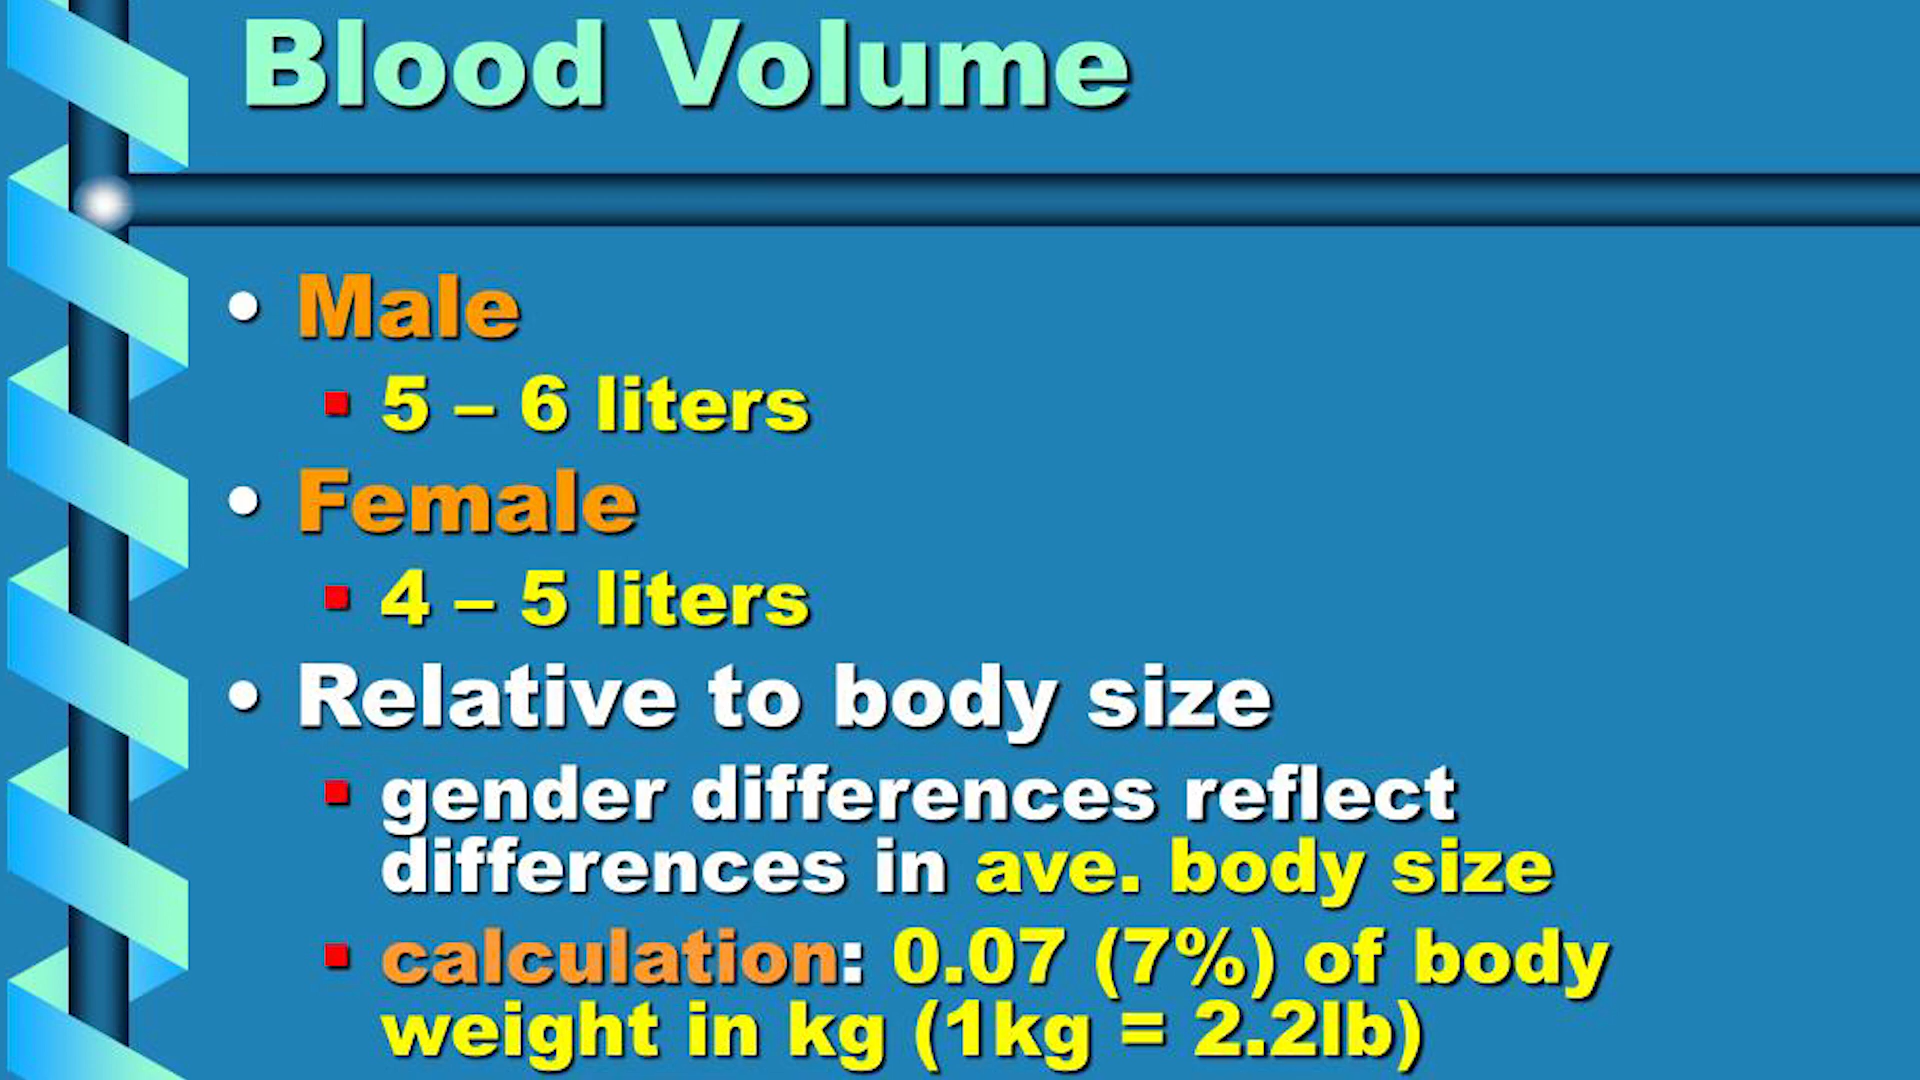 Blood Volume
• Male
▪ 5 – 6 liters
• Female
▪ 4 – 5 liters
• Relative to body size
▪ gender differences reflect
differences in ave. body size
▪ calculation: 0.07 (7%) of body
weight in kg (1kg = 2.2lb)